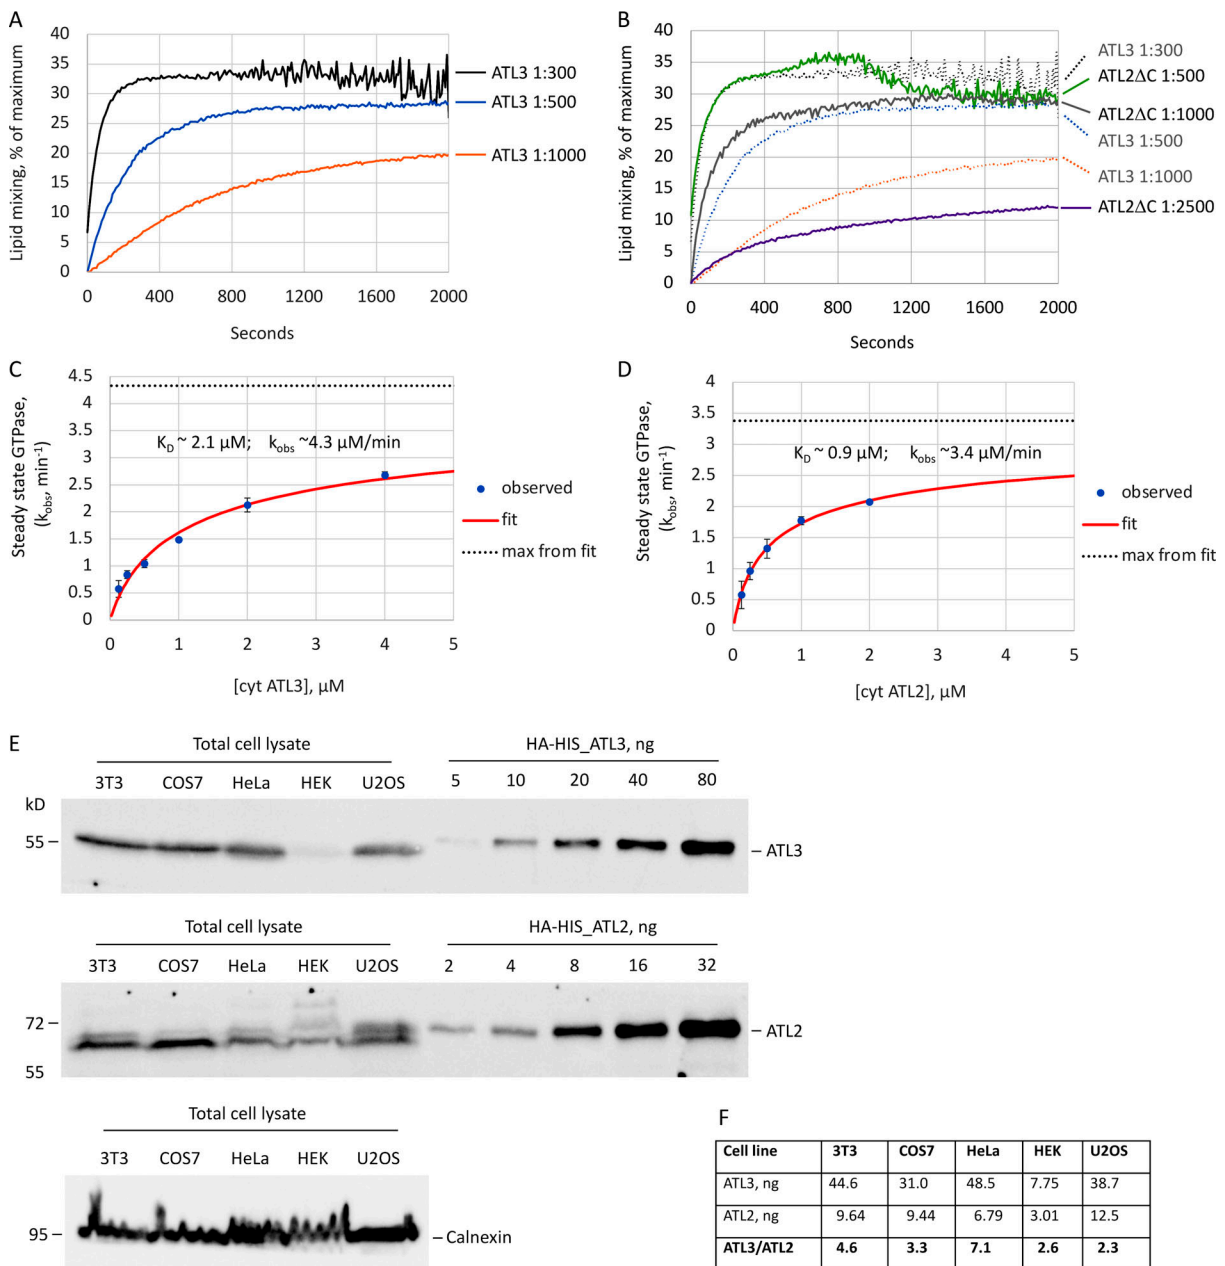 A
Lipid mixing, % of maximum
40
35
30
25
20
15
10
5
0
0 400 800 1200 1600 2000
Seconds
ATL3 1:300
ATL3 1:500
ATL3 1:1000
B
Lipid mixing, % of maximum
40
35
30
25
20
15
10
5
0
0 400 800 1200 1600 2000
Seconds
ATL3 1:300
ATL2ΔC 1:500
ATL2ΔC 1:1000
ATL3 1:500
ATL3 1:1000
ATL2ΔC 1:2500
C
Steady state GTPase,
(kobs, min⁻¹)
4.5
4
3.5
3
2.5
2
1.5
1
0.5
0
0 1 2 3 4 5
KD ~ 2.1 μM; kobs ~4.3 μM/min
[cyt ATL3], μM
observed
fit
max from fit
D
Steady state GTPase,
(kobs, min⁻¹)
4
3.5
3
2.5
2
1.5
1
0.5
0
0 1 2 3 4 5
KD ~ 0.9 μM; kobs ~3.4 μM/min
[cyt ATL2], μM
observed
fit
max from fit
E
Total cell lysate HA-HIS_ATL3, ng
3T3 COS7 HeLa HEK U2OS 5 10 20 40 80
kD
55
ATL3
Total cell lysate HA-HIS_ATL2, ng
3T3 COS7 HeLa HEK U2OS 2 4 8 16 32
72
ATL2
55
Total cell lysate
3T3 COS7 HeLa HEK U2OS
95
Calnexin
F
Cell line 3T3 COS7 HeLa HEK U2OS
ATL3, ng 44.6 31.0 48.5 7.75 38.7
ATL2, ng 9.64 9.44 6.79 3.01 12.5
ATL3/ATL2 4.6 3.3 7.1 2.6 2.3